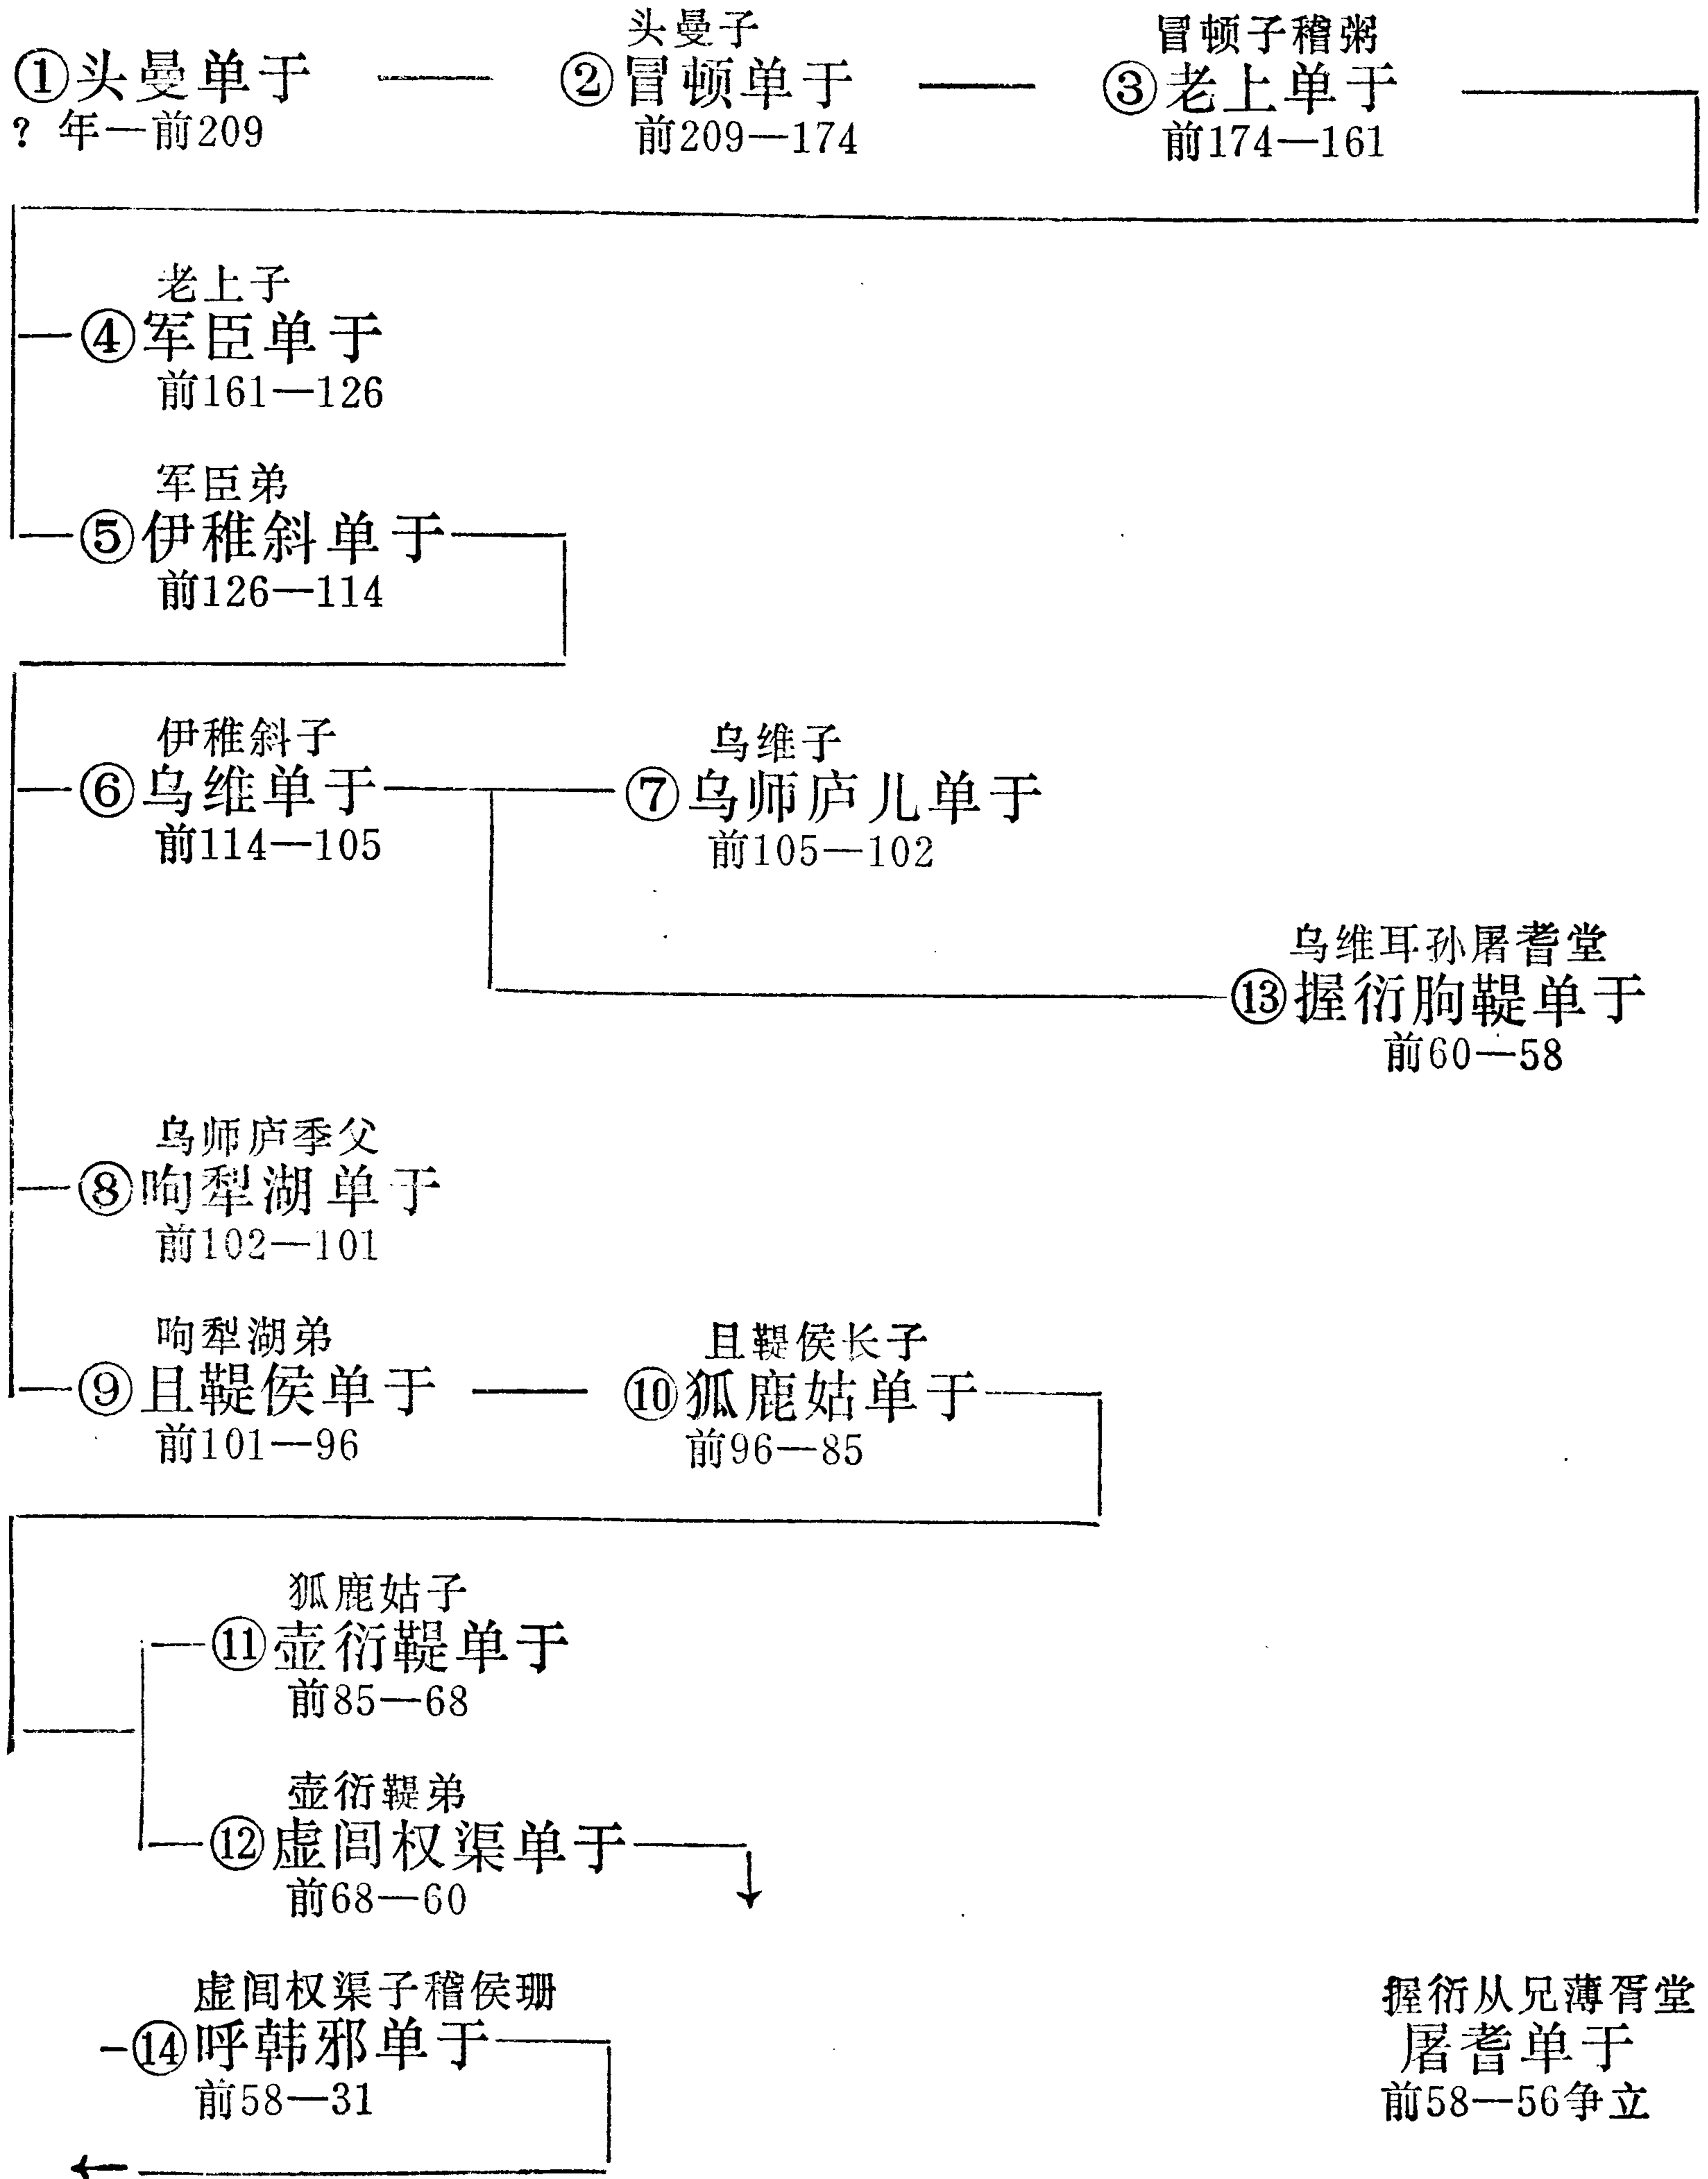 ①头曼单于
？年—前209
头曼子
②冒顿单于
前209—174
冒顿子稽粥
③老上单于
前174—161
老上子
④军臣单于
前161—126
军臣弟
⑤伊稚斜单于
前126—114
伊稚斜子
⑥乌维单于
前114—105
乌维子
⑦乌师庐儿单于
前105—102
乌维耳孙屠耆堂
⑬握衍朐鞮单于
前60—58
乌师庐季父
⑧呴犁湖单于
前102—101
呴犁湖弟
⑨且鞮侯单于
前101—96
且鞮侯长子
⑩狐鹿姑单于
前96—85
狐鹿姑子
⑪壶衍鞮单于
前85—68
壶衍鞮弟
⑫虚闾权渠单于
前68—60
虚闾权渠子稽侯珊
⑭呼韩邪单于
前58—31
握衍从兄薄胥堂
屠耆单于
前58—56争立